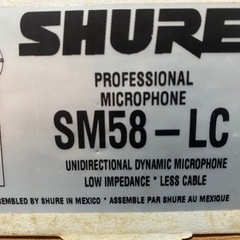 SHURE
PROFESSIONAL
MICROPHONE
SM58-LC
UNIDIRECTIONAL DYNAMIC MICROPHONE
LOW IMPEDANCE * LESS CABLE
EMBLED BY SHURE IN MEXICO * ASSEMBLE PAR SHURE AU MEXIQUE